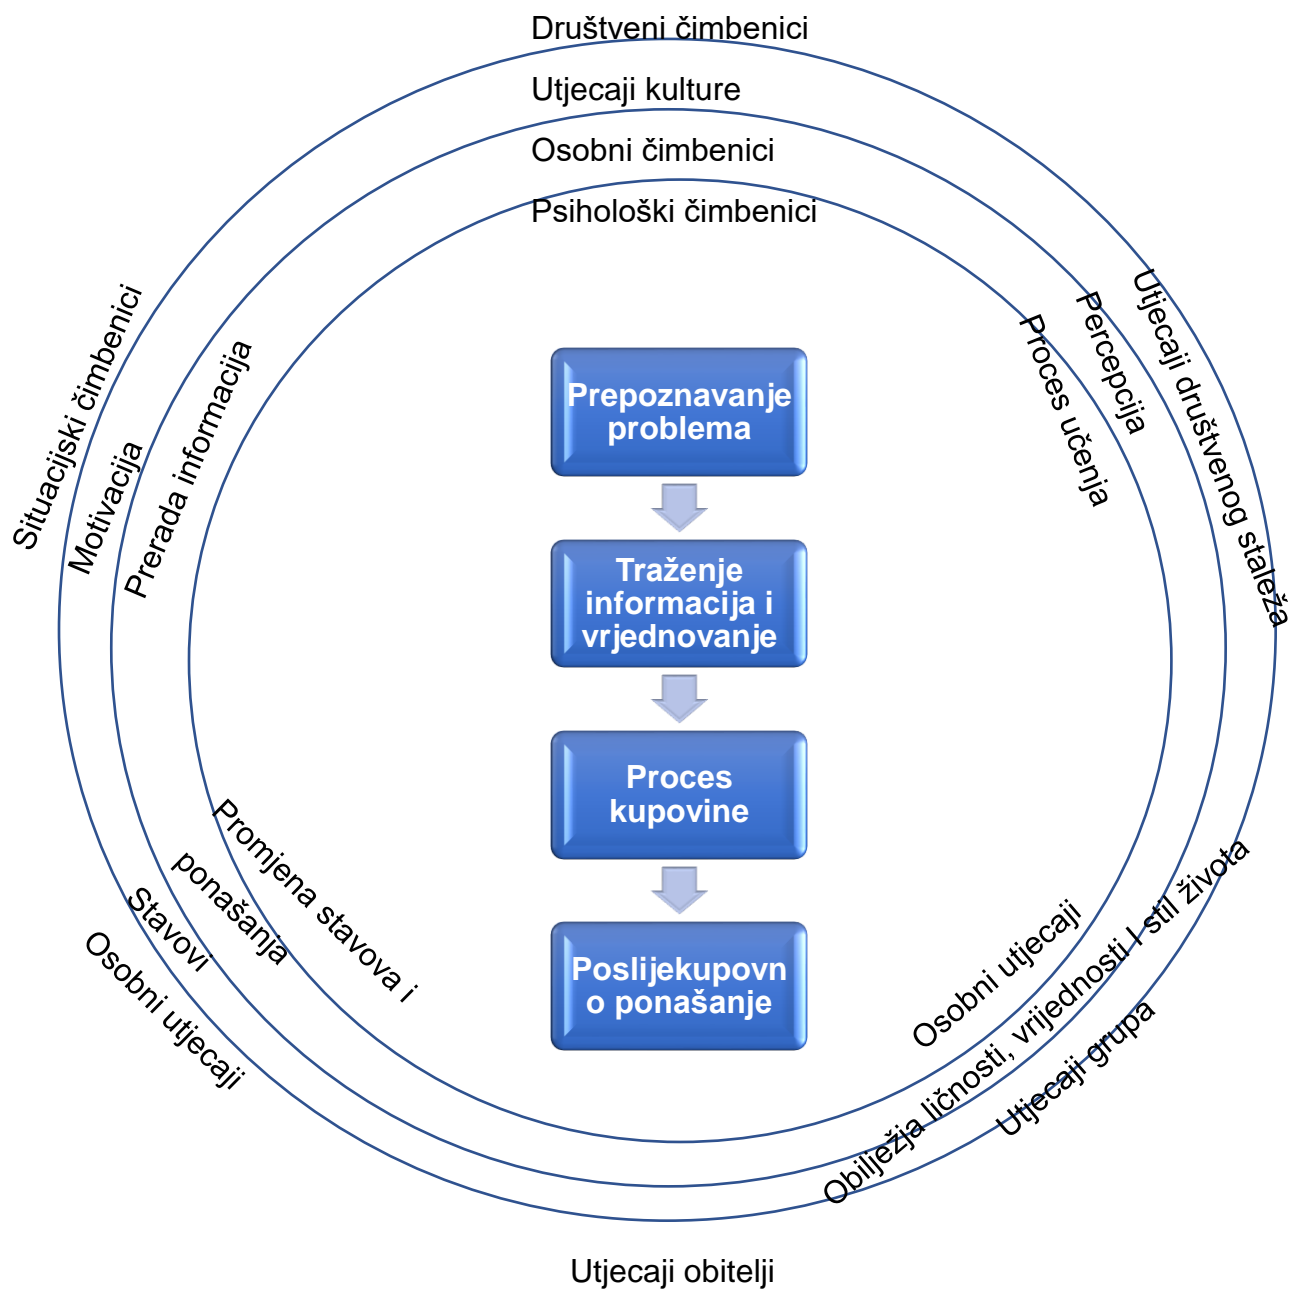 Društveni čimbenici
Utjecaji kulture
Osobni čimbenici
Psihološki čimbenici
Situacijski čimbenici
Motivacija
Prerada informacija
Proces učenja
Percepcija
Utjecaji društvenog staleža
Prepoznavanje
problema
Traženje
informacija i
vrjednovanje
Proces
kupovine
Poslijekupovn
o ponašanje
Promjena stavova i
ponašanja
Stavovi
Osobni utjecaji
Osobni utjecaji
Obilježja ličnosti, vrijednosti I stil života
Utjecaji grupa
Utjecaji obitelji